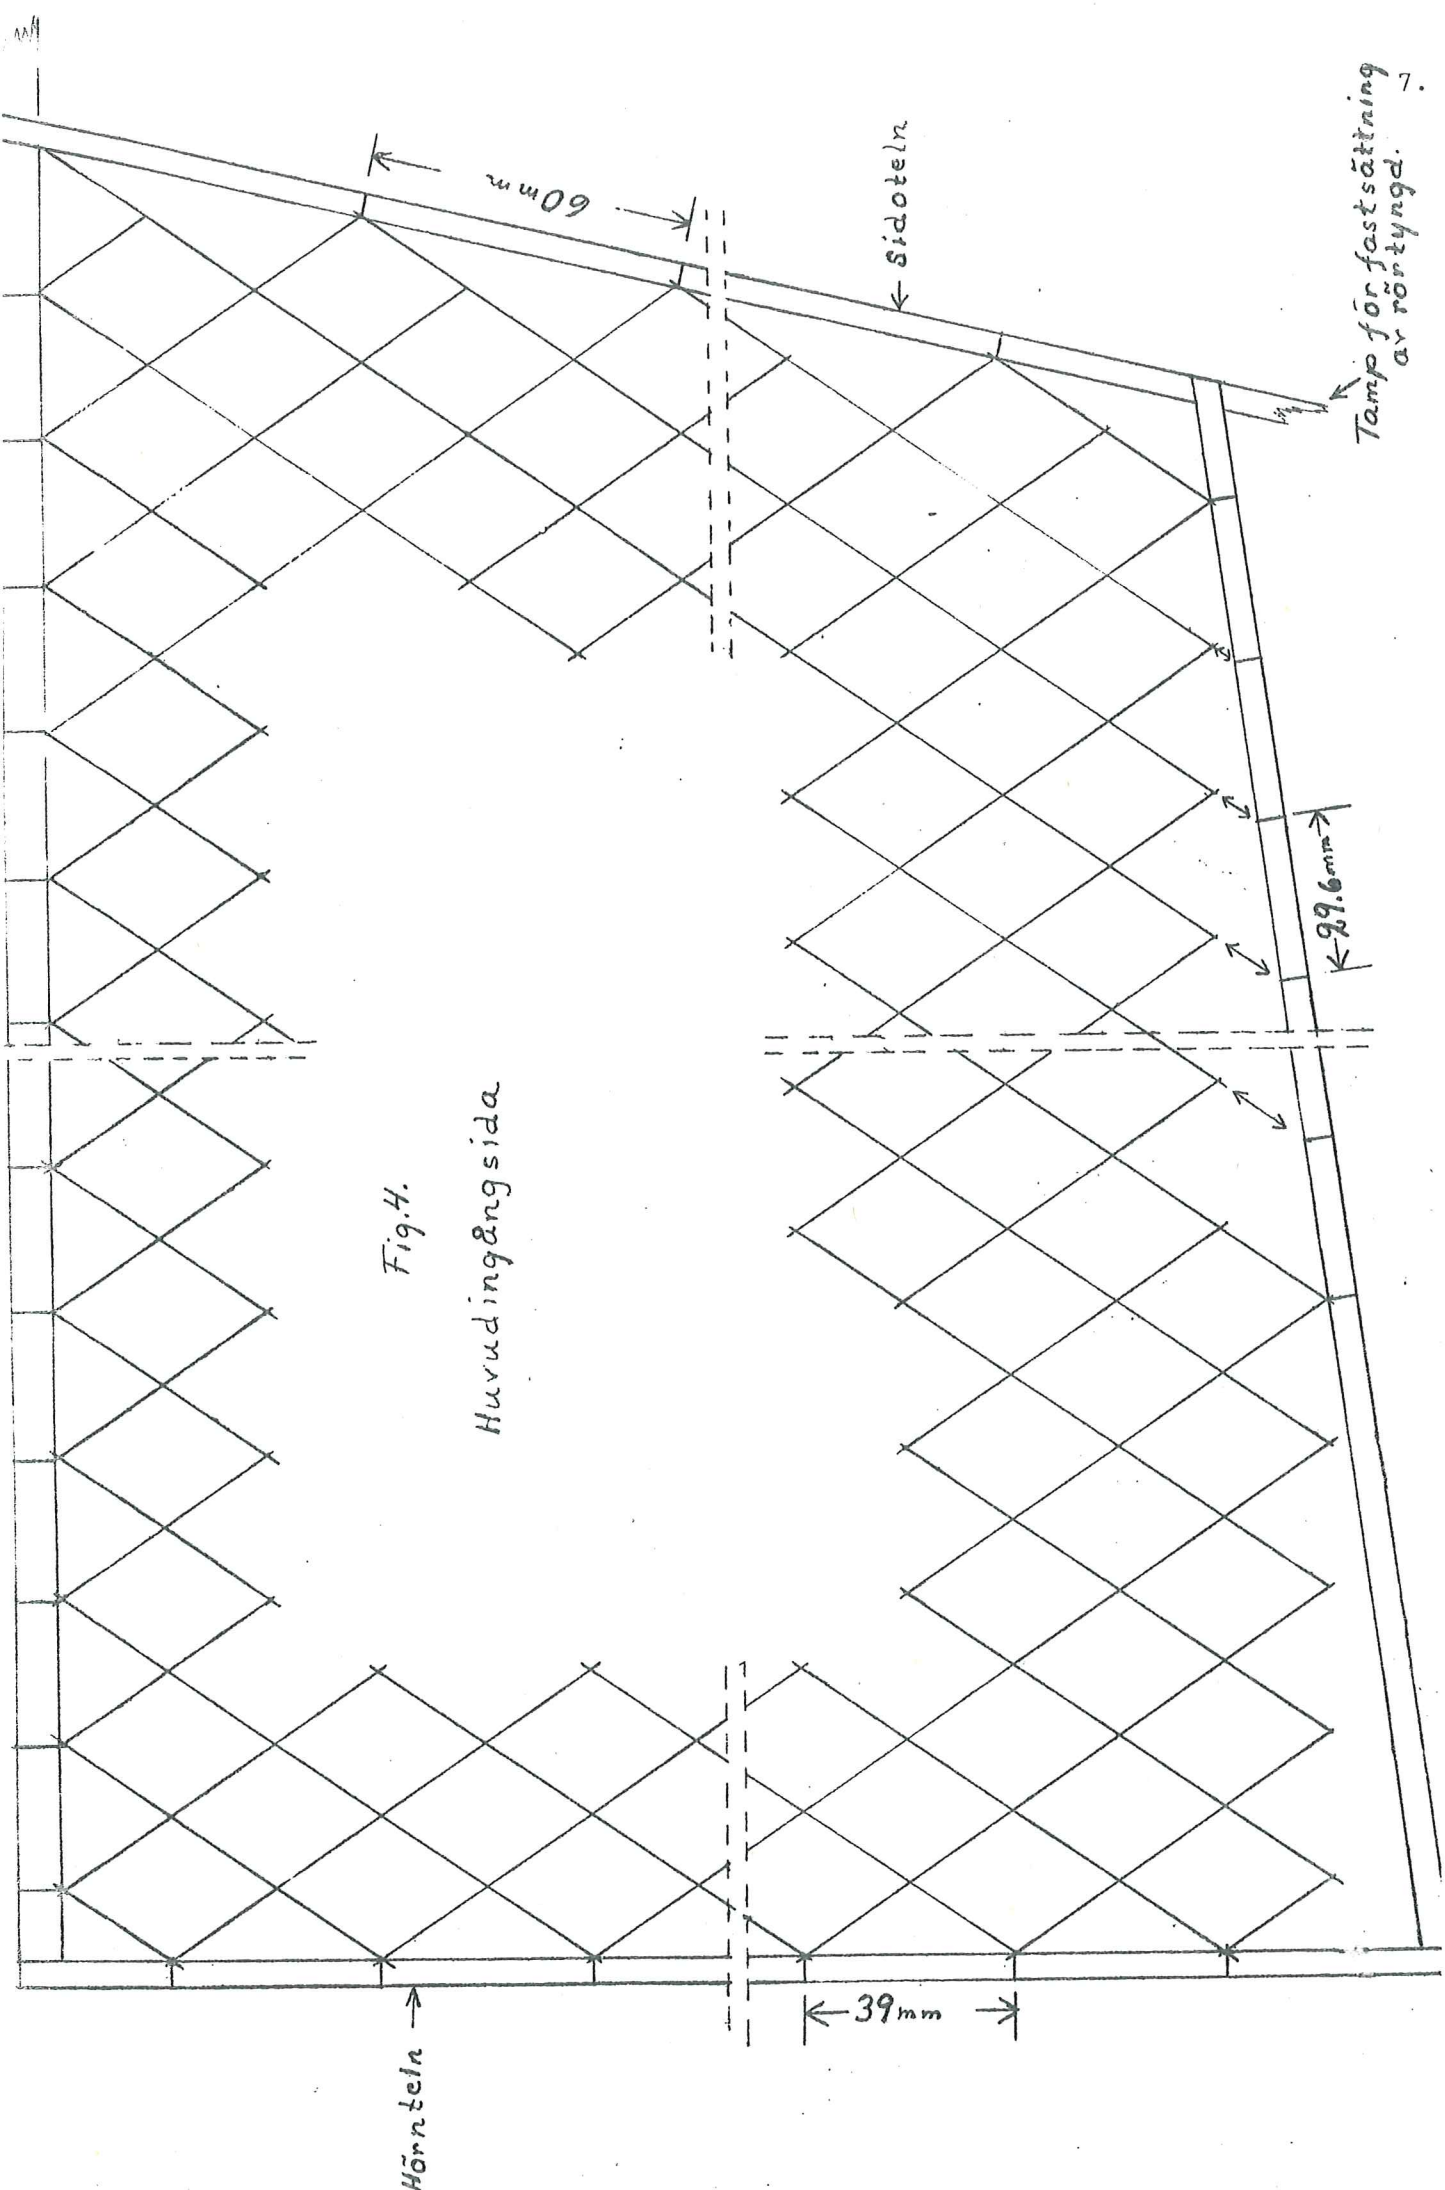 7.
Tamp för fastsättning
av rörtyngd.
60mm
← Sidoteln
29.6mm
Fig.4.
Huvudingångsida
39mm
Hörnteln